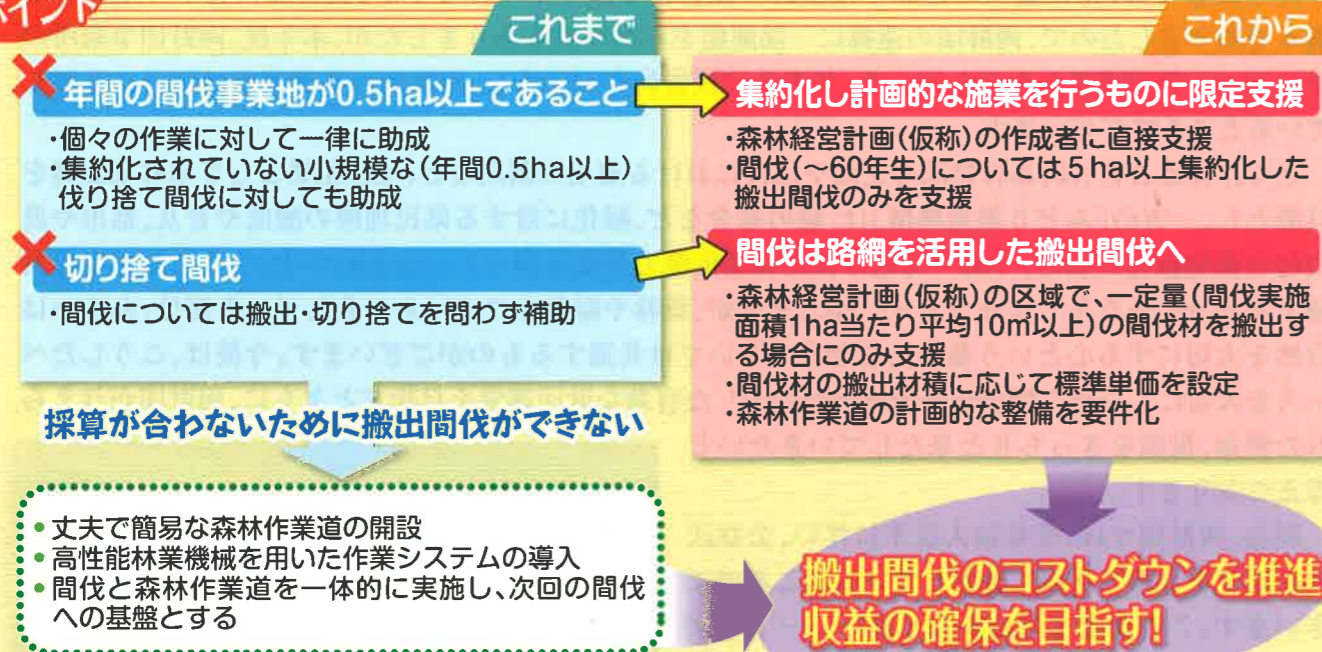 ポイント
これまで
年間の間伐事業地が0.5ha以上であること
・個々の作業に対して一律に助成
・集約化されていない小規模な(年間0.5ha以上)
伐り捨て間伐に対しても助成
切り捨て間伐
・間伐については搬出・切り捨てを問わず補助
採算が合わないために搬出間伐ができない
• 丈夫で簡易な森林作業道の開設
• 高性能林業機械を用いた作業システムの導入
• 間伐と森林作業道を一体的に実施し、次回の間伐
への基盤とする
これから
集約化し計画的な施業を行うものに限定支援
・森林経営計画(仮称)の作成者に直接支援
・間伐(〜60年生)については5ha以上集約化した
搬出間伐のみを支援
間伐は路網を活用した搬出間伐へ
・森林経営計画(仮称)の区域で、一定量(間伐実施
面積1ha当たり平均10㎥以上)の間伐材を搬出す
る場合にのみ支援
・間伐材の搬出材積に応じて標準単価を設定
・森林作業道の計画的な整備を要件化
搬出間伐のコストダウンを推進
収益の確保を目指す!